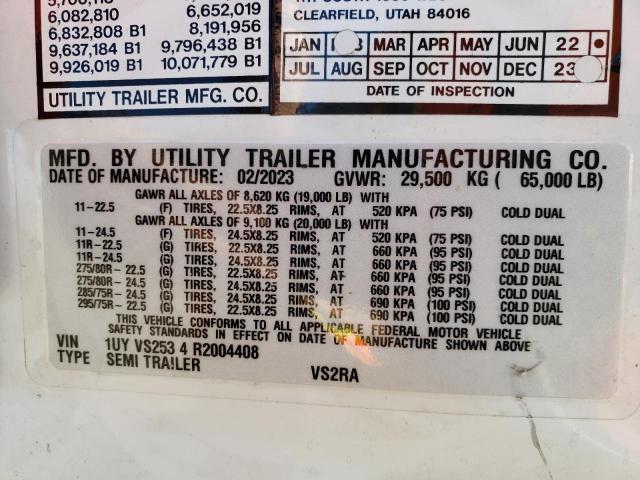 6,082,810 6,652,019
6,832,808 B1 8,191,956
9,637,184 B1 9,796,438 B1
9,926,019 B1 10,071,779 B1
UTILITY TRAILER MFG. CO.
CLEARFIELD, UTAH 84016
JAN MAR APR MAY JUN 22
JUL AUG SEP OCT NOV DEC 23
DATE OF INSPECTION
MFD. BY UTILITY TRAILER MANUFACTURING CO.
DATE OF MANUFACTURE: 02/2023 GVWR: 29,500 KG ( 65,000 LB)
GAWR ALL AXLES OF 8,620 KG (19,000 LB) WITH
11-22.5 (F) TIRES, 22.5X8.25 RIMS, AT 520 KPA (75 PSI) COLD DUAL
GAWR ALL AXLES OF 9,100 KG (20,000 LB) WITH
11-24.5 (F) TIRES, 24.5X8.25 RIMS, AT 520 KPA (75 PSI) COLD DUAL
11R-22.5 (G) TIRES, 22.5X8.25 RIMS, AT 660 KPA (95 PSI) COLD DUAL
11R-24.5 (G) TIRES, 24.5X8.25 RIMS, AT 660 KPA (95 PSI) COLD DUAL
275/80R-22.5 (G) TIRES, 22.5X8.25 RIMS, AT 660 KPA (95 PSI) COLD DUAL
275/80R-24.5 (G) TIRES, 24.5X8.25 RIMS, AT 660 KPA (95 PSI) COLD DUAL
285/75R-24.5 (G) TIRES, 24.5X8.25 RIMS, AT 690 KPA (100 PSI) COLD DUAL
295/75R-22.5 (G) TIRES, 22.5X8.25 RIMS, AT 690 KPA (100 PSI) COLD DUAL
THIS VEHICLE CONFORMS TO ALL APPLICABLE FEDERAL MOTOR VEHICLE
SAFETY STANDARDS IN EFFECT ON DATE OF MANUFACTURE SHOWN ABOVE
VIN 1UY VS253 4 R2004408
TYPE SEMI TRAILER VS2RA